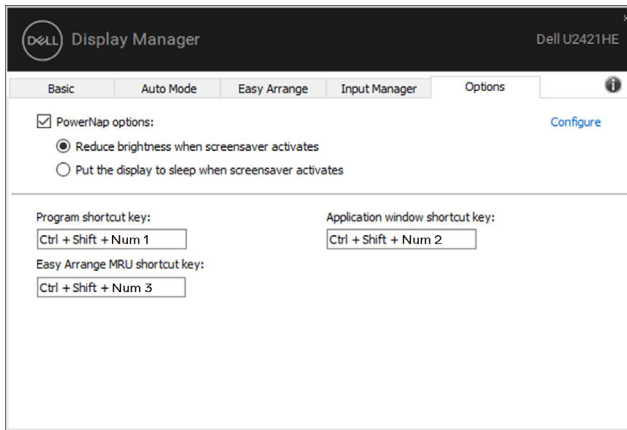 DELL Display Manager Dell U2421HE
Basic Auto Mode Easy Arrange Input Manager Options
PowerNap options: Configure
Reduce brightness when screensaver activates
Put the display to sleep when screensaver activates
Program shortcut key: Application window shortcut key:
Ctrl + Shift + Num 1 Ctrl + Shift + Num 2
Easy Arrange MRU shortcut key:
Ctrl + Shift + Num 3